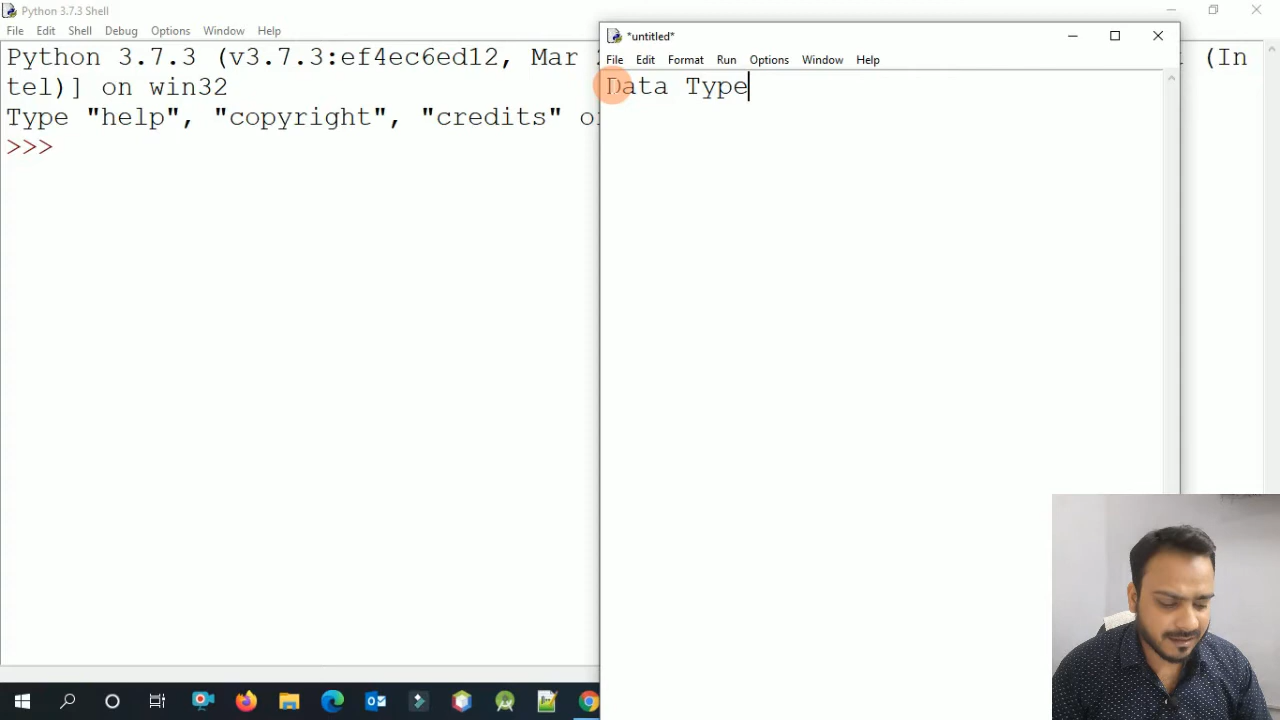 Python 3.7.3 Shell
File Edit Shell Debug Options Window Help
Python 3.7.3 (v3.7.3:ef4ec6ed12, Mar (In
tel)] on win32
Type "help", "copyright", "credits"
>>>
*untitled*
File Edit Format Run Options Window Help
Data Type